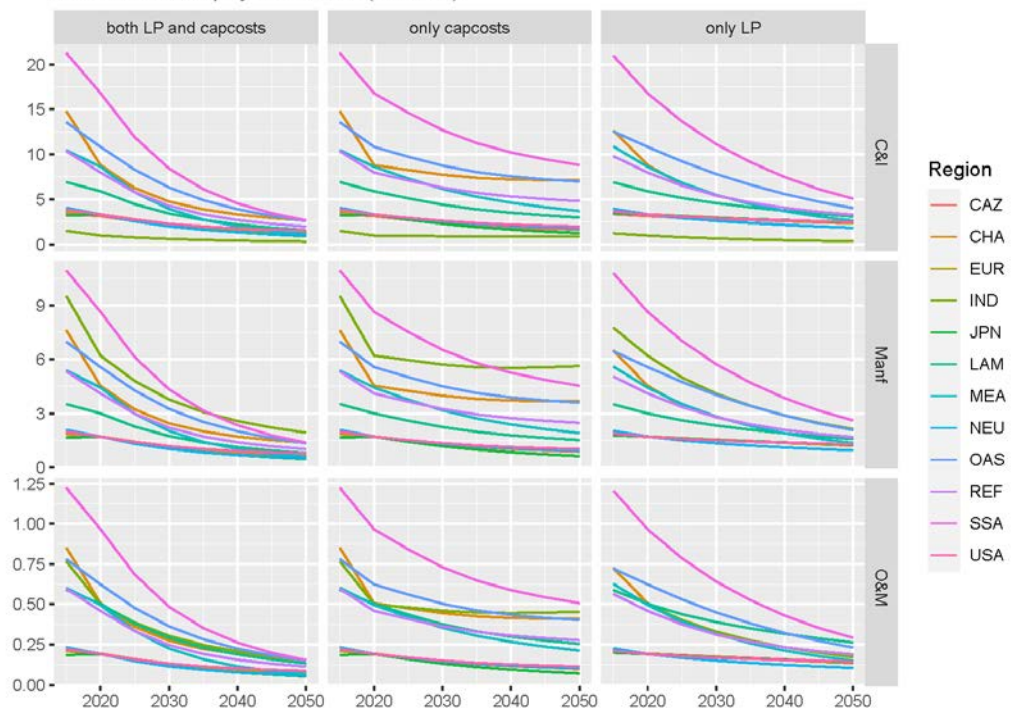 both LP and capcosts only capcosts only LP
20
15
10
5
0
C&I
9
6
3
0
Manf
1.25
1.00
0.75
0.50
0.25
0.00
O&M
2020 2030 2040 2050 2020 2030 2040 2050 2020 2030 2040 2050
Region
CAZ
CHA
EUR
IND
JPN
LAM
MEA
NEU
OAS
REF
SSA
USA